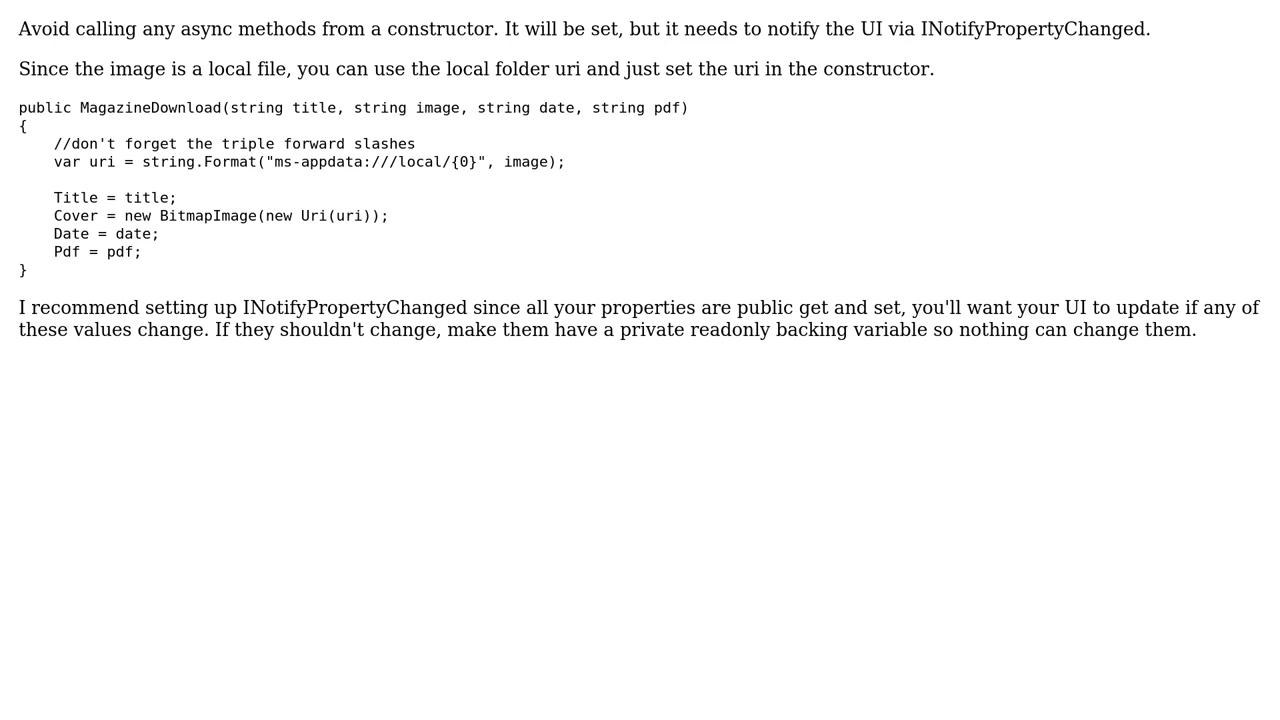 Avoid calling any async methods from a constructor. It will be set, but it needs to notify the UI via INotifyPropertyChanged.
Since the image is a local file, you can use the local folder uri and just set the uri in the constructor.
public MagazineDownload(string title, string image, string date, string pdf)
{
    //don't forget the triple forward slashes
    var uri = string.Format("ms-appdata:///local/{0}", image);

    Title = title;
    Cover = new BitmapImage(new Uri(uri));
    Date = date;
    Pdf = pdf;
}
I recommend setting up INotifyPropertyChanged since all your properties are public get and set, you'll want your UI to update if any of
these values change. If they shouldn't change, make them have a private readonly backing variable so nothing can change them.